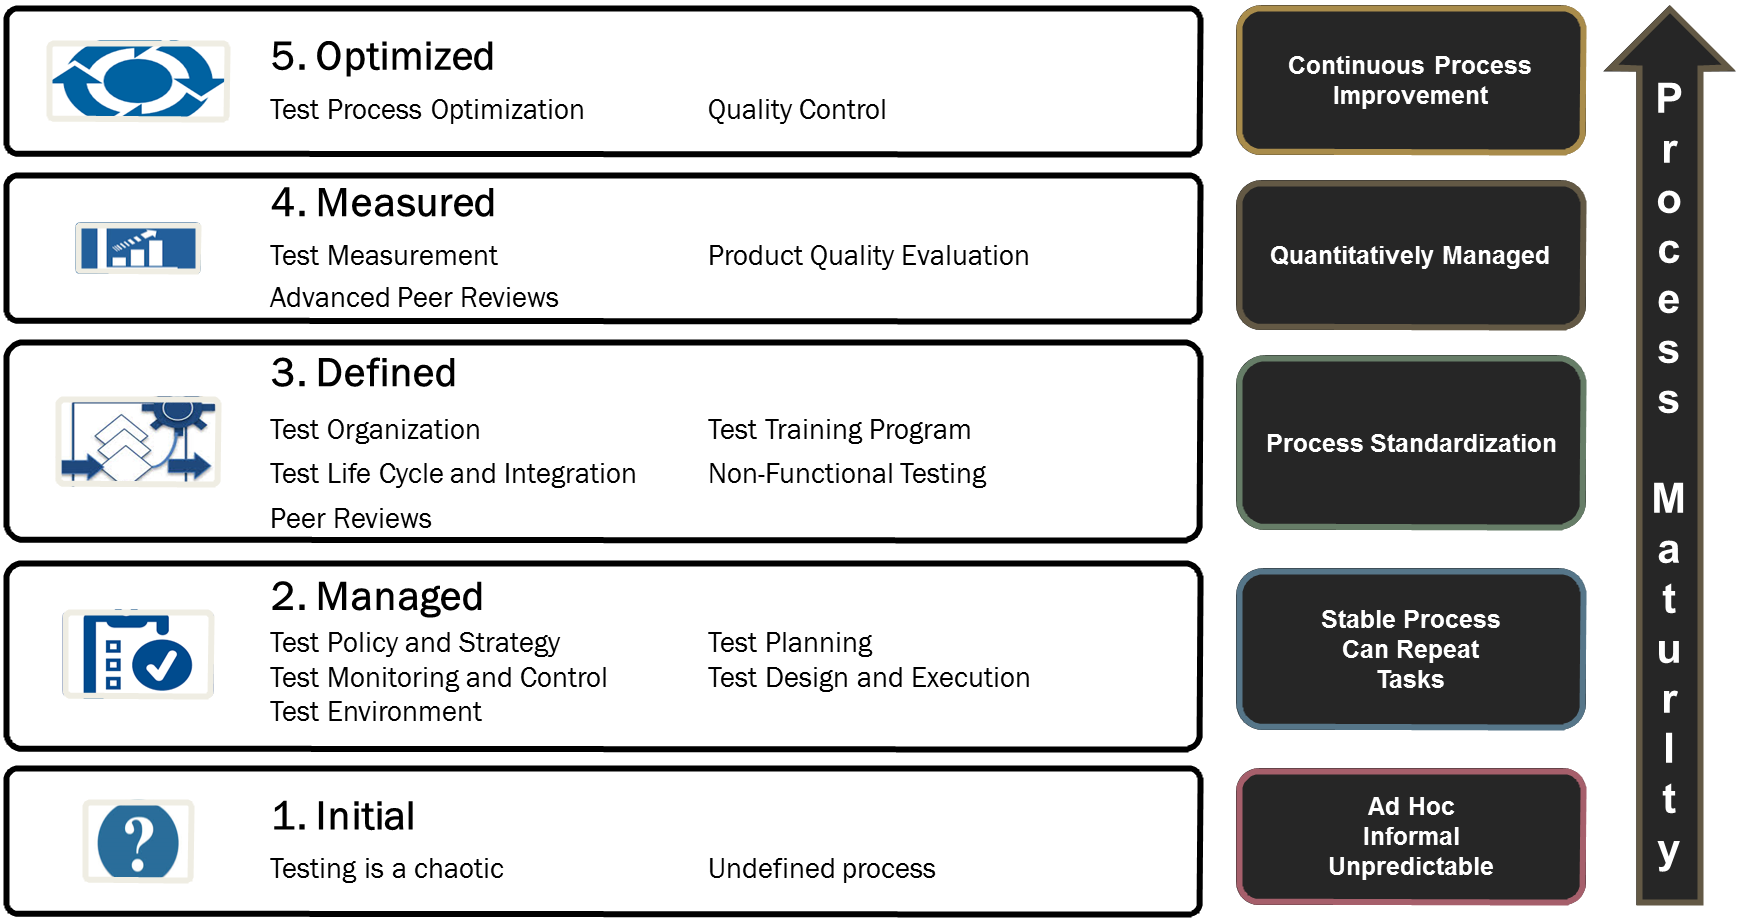 5. Optimized
Test Process Optimization
Quality Control
Continuous Process
Improvement
4. Measured
Test Measurement
Product Quality Evaluation
Advanced Peer Reviews
Quantitatively Managed
3. Defined
Test Organization
Test Training Program
Test Life Cycle and Integration
Non-Functional Testing
Peer Reviews
Process Standardization
2. Managed
Test Policy and Strategy
Test Planning
Test Monitoring and Control
Test Design and Execution
Test Environment
Stable Process
Can Repeat
Tasks
1. Initial
Testing is a chaotic
Undefined process
Ad Hoc
Informal
Unpredictable
?
Process MaturIty